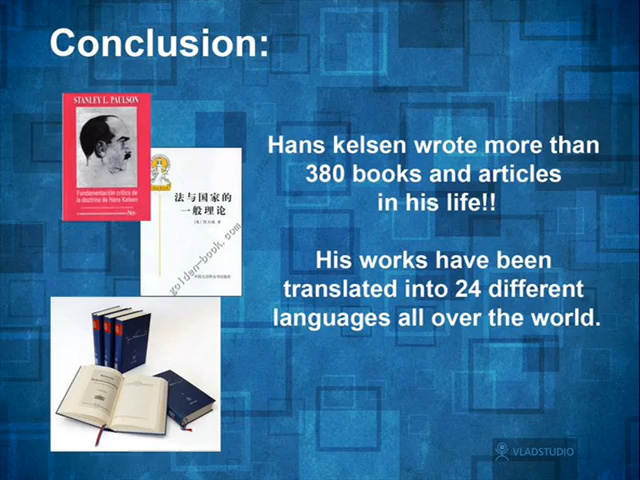 Conclusion:
STANLEY L. PAULSON
Fundamentación crítica de
la doctrina de Hans Kelsen
法与国家的
一般理论
golden-book.com
Hans kelsen wrote more than
380 books and articles
in his life!!
His works have been
translated into 24 different
languages all over the world.
VLADSTUDIO